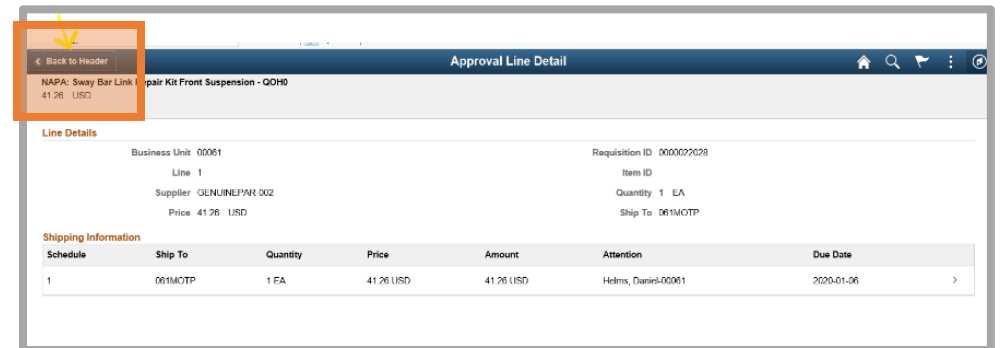 Back to Header
Approval Line Detail
NAPA: Sway Bar Link Repair Kit Front Suspension - QOH0
41.26 USD
Line Details
Business Unit 00061
Requisition ID 0000022028
Line 1
Item ID
Supplier GENUINEPAR-002
Quantity 1 EA
Price 41.26 USD
Ship To 061MOTP
Shipping Information
Schedule Ship To Quantity Price Amount Attention Due Date
1 061MOTP 1 EA 41.26 USD 41.26 USD Helms, Daniel-00061 2020-01-06